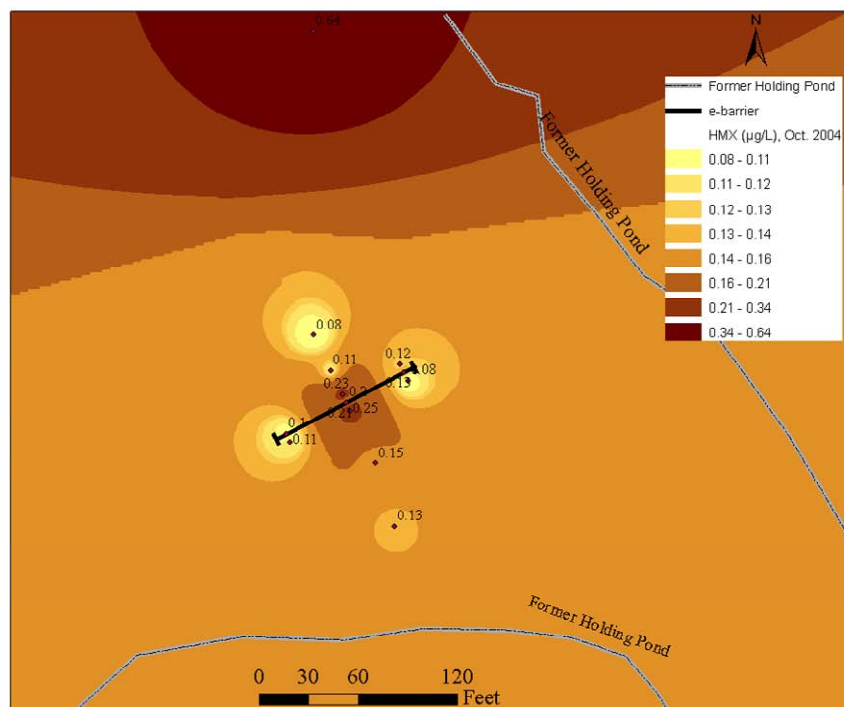 0.64
N
Former Holding Pond
e-barrier
HMX (µg/L), Oct. 2004
0.08 - 0.11
0.11 - 0.12
0.12 - 0.13
0.13 - 0.14
0.14 - 0.16
0.16 - 0.21
0.21 - 0.34
0.34 - 0.64
Former Holding Pond
0.08
0.11
0.12
0.13
0.23
0.2
0.25
0.21
0.1
0.11
0.15
0.13
Former Holding Pond
0 30 60 120
Feet